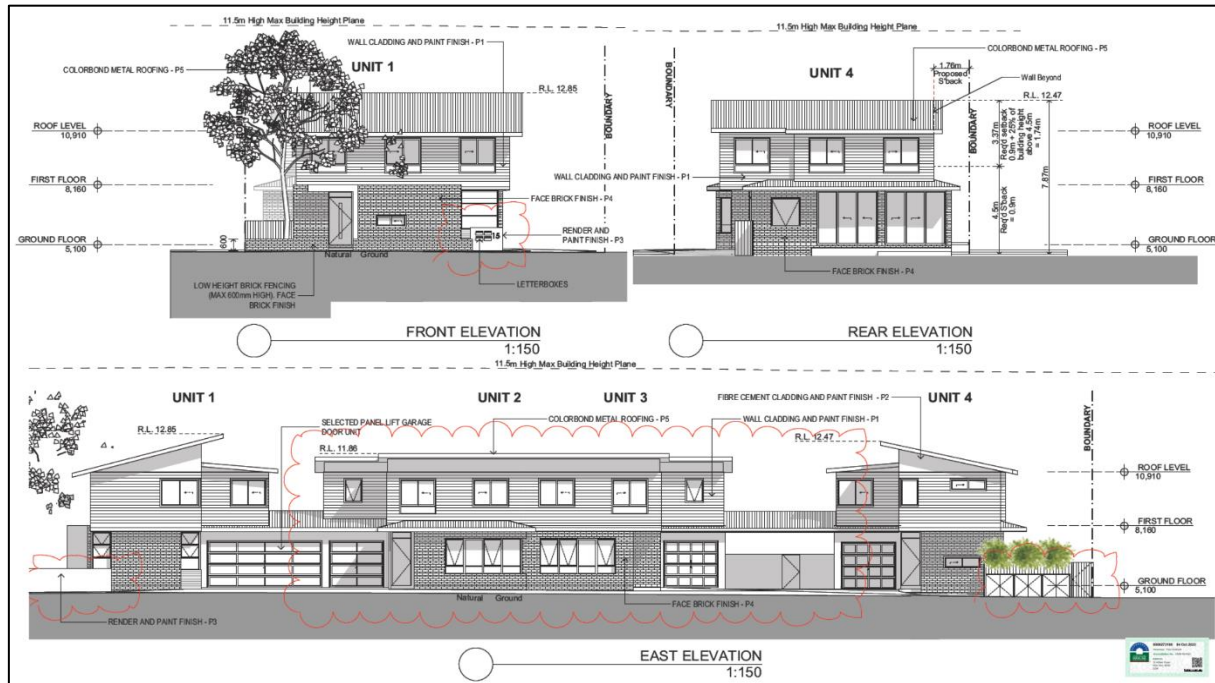 11.5m High Max Building Height Plane
WALL CLADDING AND PAINT FINISH - P1
COLORBOND METAL ROOFING - P5
UNIT 1
R.L. 12.85
BOUNDARY
ROOF LEVEL
10,910
FIRST FLOOR
8,160
FACE BRICK FINISH - P4
GROUND FLOOR
5,100
600
15
RENDER AND
PAINT FINISH - P3
Natural Ground
LOW HEIGHT BRICK FENCING
(MAX 600mm HIGH). FACE
BRICK FINISH
LETTERBOXES
FRONT ELEVATION
1:150
11.5m High Max Building Height Plane
COLORBOND METAL ROOFING - P5
BOUNDARY
UNIT 4
1.76m
Proposed
S'back
Wall Beyond
R.L. 12.47
BOUNDARY
3.37m
Req'd setback
0.9m + 25% of
building height
above 4.5m
= 1.74m
7.87m
ROOF LEVEL
10,910
WALL CLADDING AND PAINT FINISH - P1
FIRST FLOOR
8,160
4.5m
Req'd S'back
= 0.9m
GROUND FLOOR
5,100
FACE BRICK FINISH - P4
REAR ELEVATION
1:150
11.5m High Max Building Height Plane
UNIT 1
UNIT 2
UNIT 3
FIBRE CEMENT CLADDING AND PAINT FINISH - P2
UNIT 4
SELECTED PANEL LIFT GARAGE
DOOR UNIT
COLORBOND METAL ROOFING - P5
WALL CLADDING AND PAINT FINISH - P1
R.L. 12.85
R.L. 11.86
R.L. 12.47
BOUNDARY
ROOF LEVEL
10,910
FIRST FLOOR
8,160
GROUND FLOOR
5,100
Natural Ground
FACE BRICK FINISH - P4
RENDER AND PAINT FINISH - P3
EAST ELEVATION
1:150